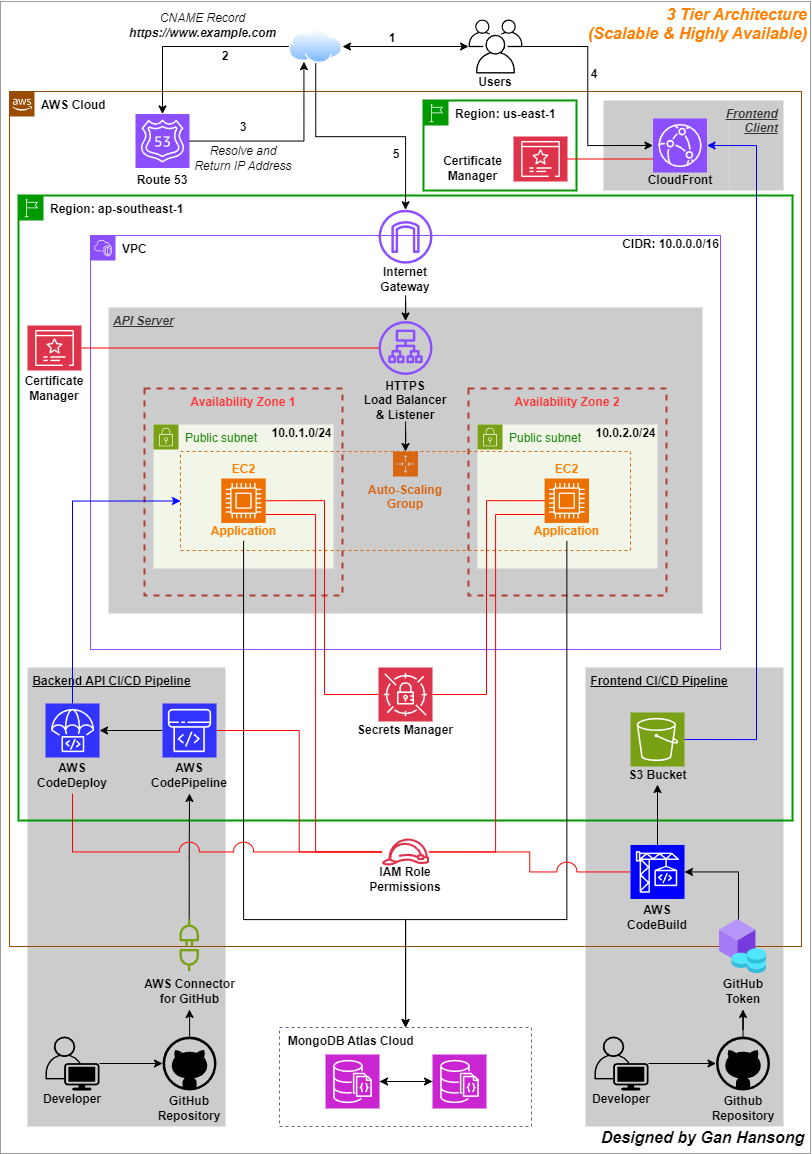 CNAME Record
https://www.example.com
3 Tier Architecture
(Scalable & Highly Available)
1
2
Users
4
aws
AWS Cloud
3
53
Resolve and
Return IP Address
Route 53
5
Region: us-east-1
Certificate
Manager
Frontend
Client
CloudFront
Region: ap-southeast-1
VPC
CIDR: 10.0.0.0/16
Internet
Gateway
API Server
Certificate
Manager
HTTPS
Load Balancer
& Listener
Availability Zone 1
Availability Zone 2
Public subnet
10.0.1.0/24
Public subnet
10.0.2.0/24
EC2
Application
Auto-Scaling
Group
EC2
Application
Backend API CI/CD Pipeline
Frontend CI/CD Pipeline
Secrets Manager
AWS
CodeDeploy
AWS
CodePipeline
S3 Bucket
IAM Role
Permissions
AWS
CodeBuild
AWS Connector
for GitHub
GitHub
Token
MongoDB Atlas Cloud
Developer
GitHub
Repository
Developer
Github
Repository
Designed by Gan Hansong